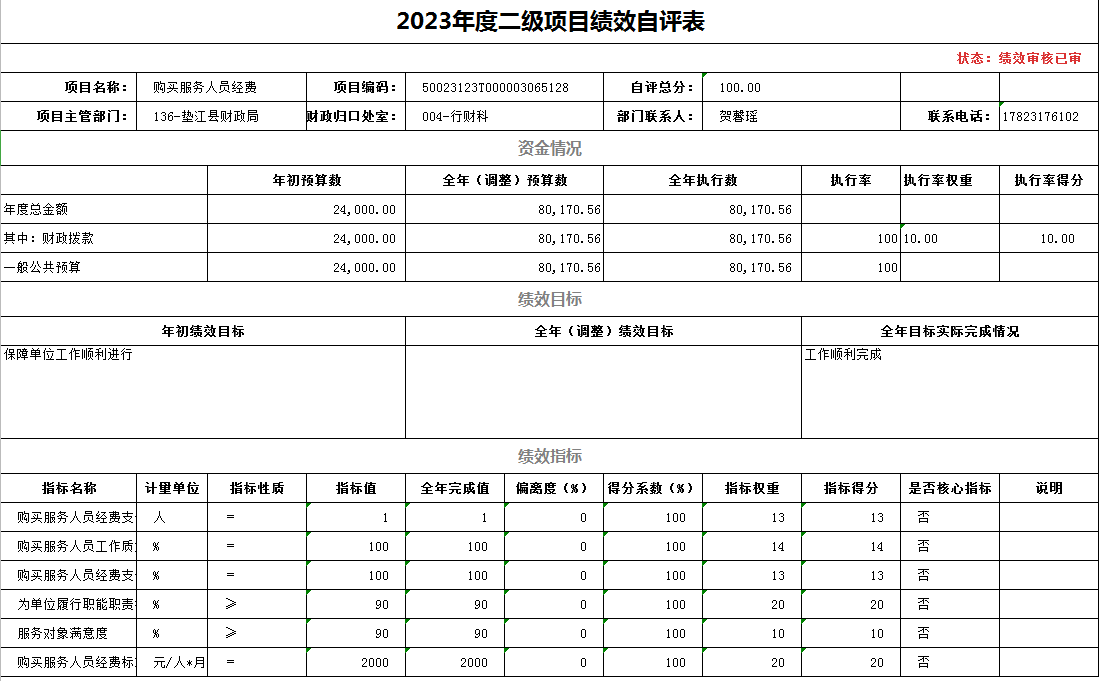 2023年度二级项目绩效自评表
状态：绩效审核已审
项目名称： 购买服务人员经费 项目编码： 50023123T000003065128 自评总分： 100.00
项目主管部门： 136-垫江县财政局 财政归口处室： 004-行财科 部门联系人： 贺馨瑶 联系电话： 17823176102
资金情况
年初预算数 全年（调整）预算数 全年执行数 执行率 执行率权重 执行率得分
年度总金额 24,000.00 80,170.56 80,170.56
其中：财政拨款 24,000.00 80,170.56 80,170.56 100 10.00 10.00
一般公共预算 24,000.00 80,170.56 80,170.56 100
绩效目标
年初绩效目标 全年（调整）绩效目标 全年目标实际完成情况
保障单位工作顺利进行 工作顺利完成
绩效指标
指标名称 计量单位 指标性质 指标值 全年完成值 偏离度（%） 得分系数（%） 指标权重 指标得分 是否核心指标 说明
购买服务人员经费支 人 ＝ 1 1 0 100 13 13 否
购买服务人员工作质 % ＝ 100 100 0 100 14 14 否
购买服务人员经费支 % ＝ 100 100 0 100 13 13 否
为单位履行职能职责 % ≥ 90 90 0 100 20 20 否
服务对象满意度 % ≥ 90 90 0 100 10 10 否
购买服务人员经费标 元/人*月 ＝ 2000 2000 0 100 20 20 否